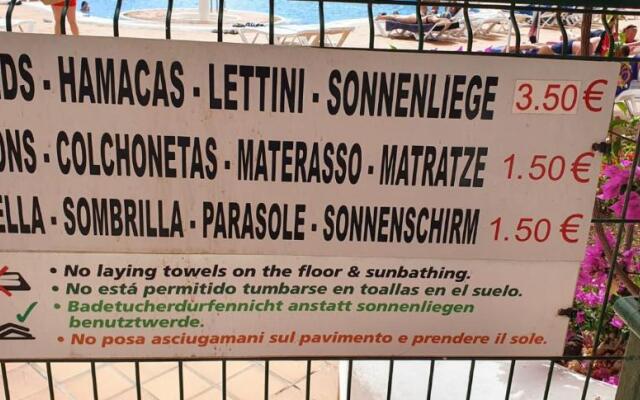 DS - HAMACAS - LETTINI - SONNENLIEGE 3.50€
ONS - COLCHONETAS - MATERASSO - MATRATZE 1.50€
ELLA - SOMBRILLA - PARASOLE - SONNENSCHIRM 1.50€
• No laying towels on the floor & sunbathing.
• No está permitido tumbarse en toallas en el suelo.
• Badetucherdurfennicht anstatt sonnenliegen
benutztwerde.
• No posa asciugamani sul pavimento e prendere il sole.